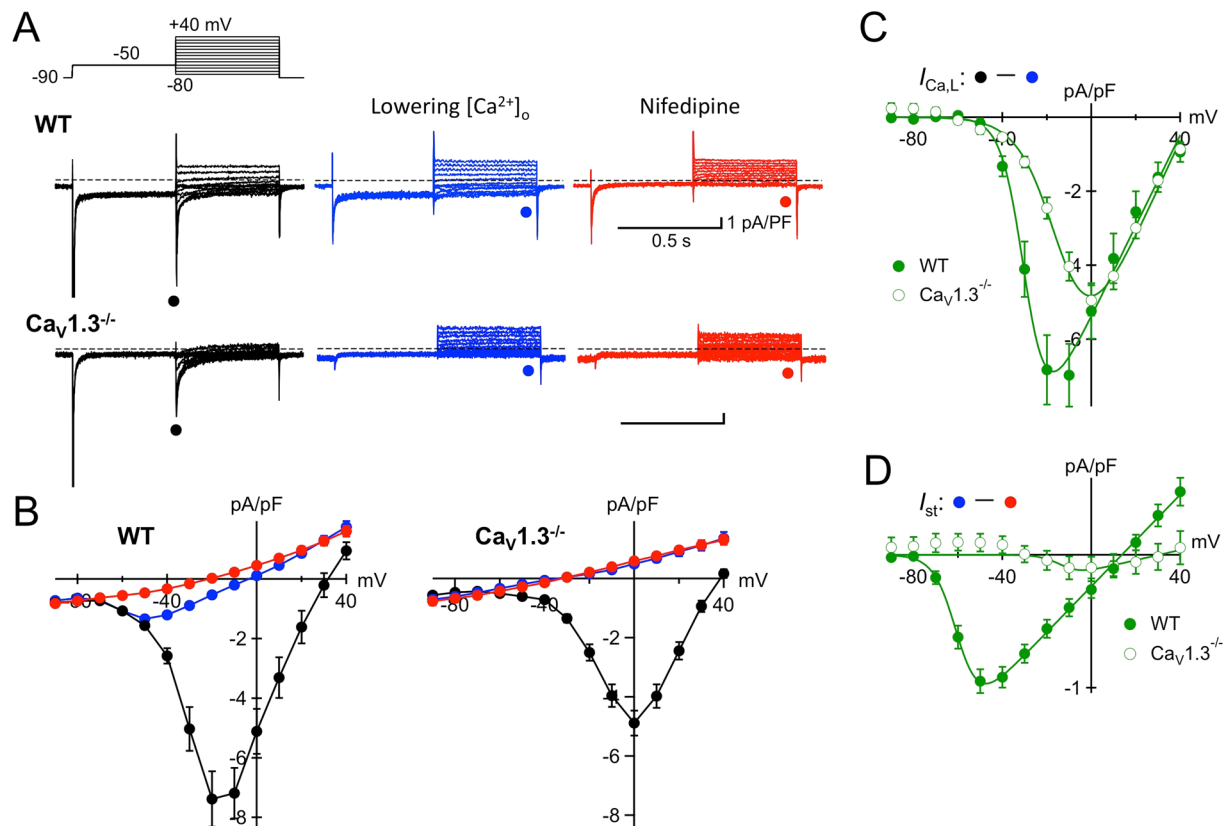 A
+40 mV
-50
-90
-80
WT
Lowering [Ca²⁺]ₒ
Nifedipine
1 pA/PF
0.5 s
Caᵥ1.3⁻/⁻
B
WT
pA/pF
mV
-80
-40
40
-2
-4
-6
-8
Caᵥ1.3⁻/⁻
pA/pF
mV
-80
-40
40
-2
-4
-6
-8
C
I Ca,L: –
pA/pF
mV
-80
-40
40
-2
-4
-6
WT
Caᵥ1.3⁻/⁻
D
I st: –
pA/pF
mV
-80
-40
40
-1
WT
Caᵥ1.3⁻/⁻